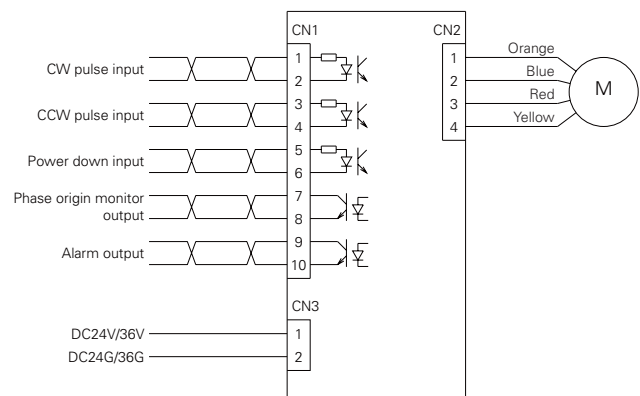 CN1
CN2
CW pulse input
1
2
CCW pulse input
3
4
Power down input
5
6
Phase origin monitor
output
7
8
Alarm output
9
10
1
Orange
2
Blue
3
Red
4
Yellow
M
CN3
DC24V/36V
1
DC24G/36G
2